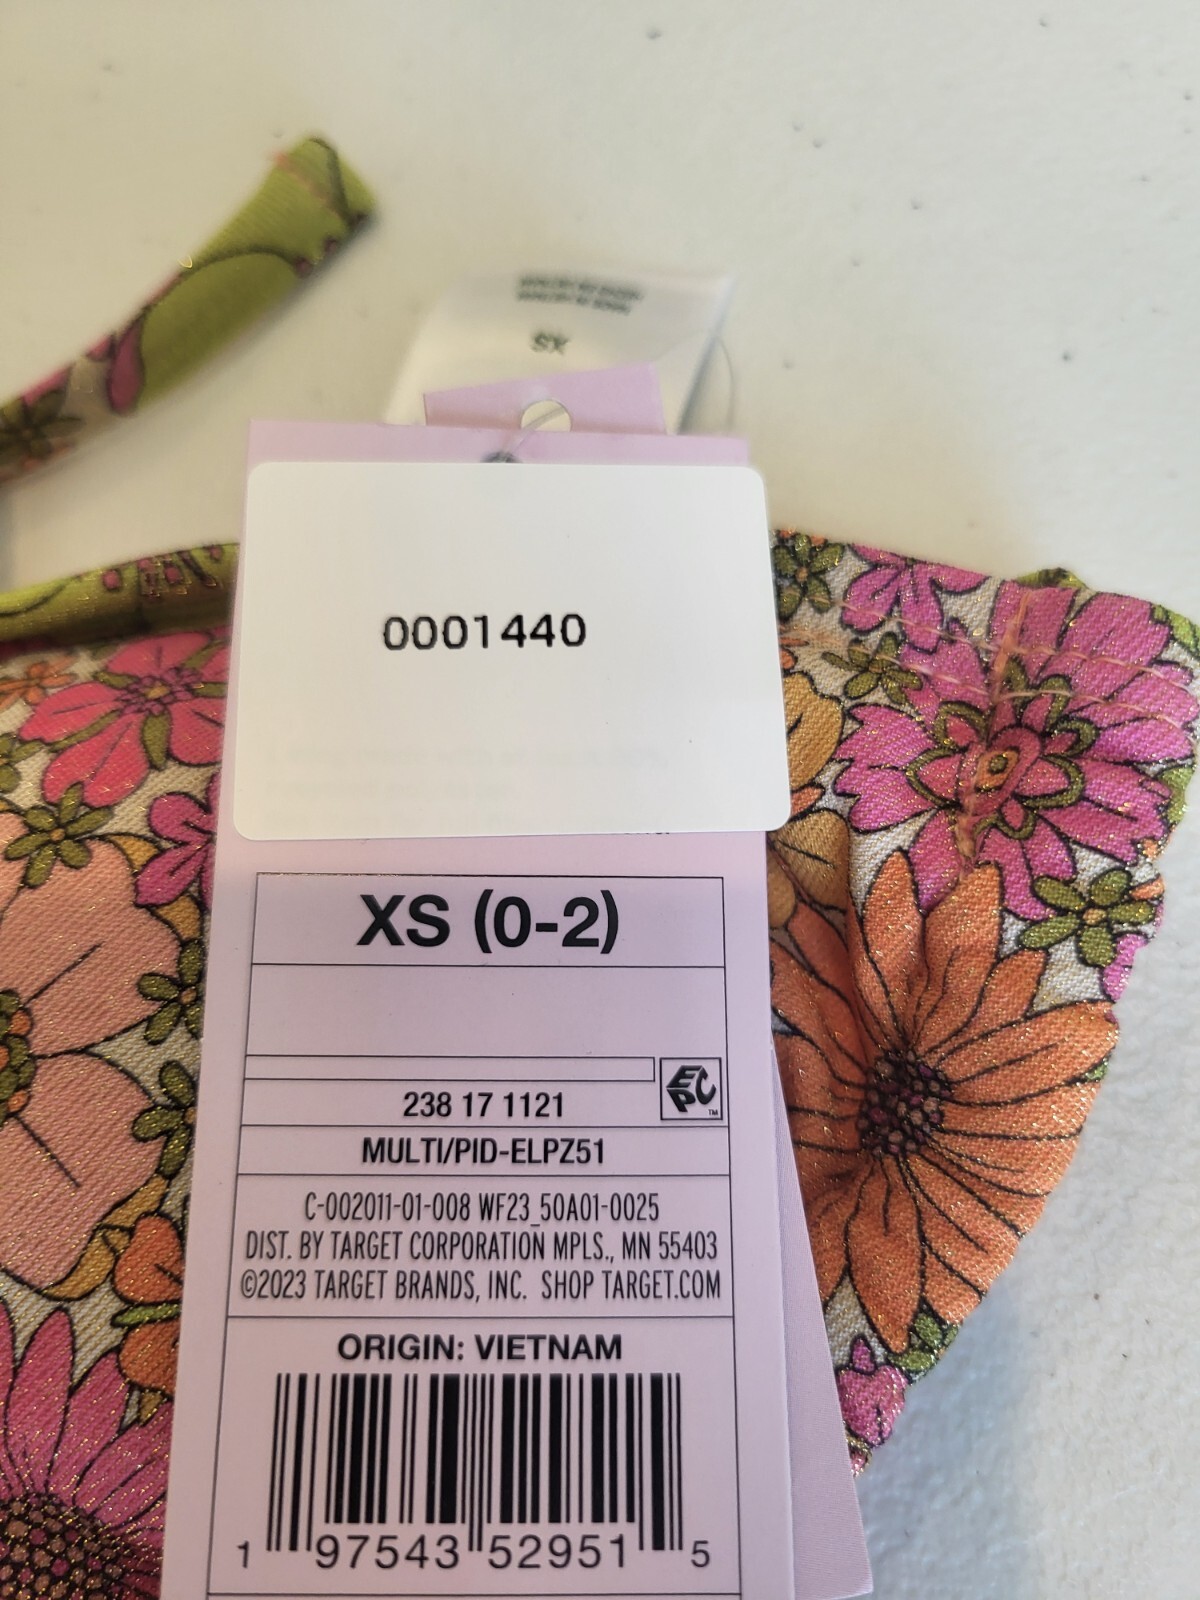 XS
0001440
XS (0-2)
EPC TM
238 17 1121
MULTI/PID-ELPZ51
C-002011-01-008 WF23_50A01-0025
DIST. BY TARGET CORPORATION MPLS., MN 55403
©2023 TARGET BRANDS, INC. SHOP TARGET.COM
ORIGIN: VIETNAM
1 97543 52951 5